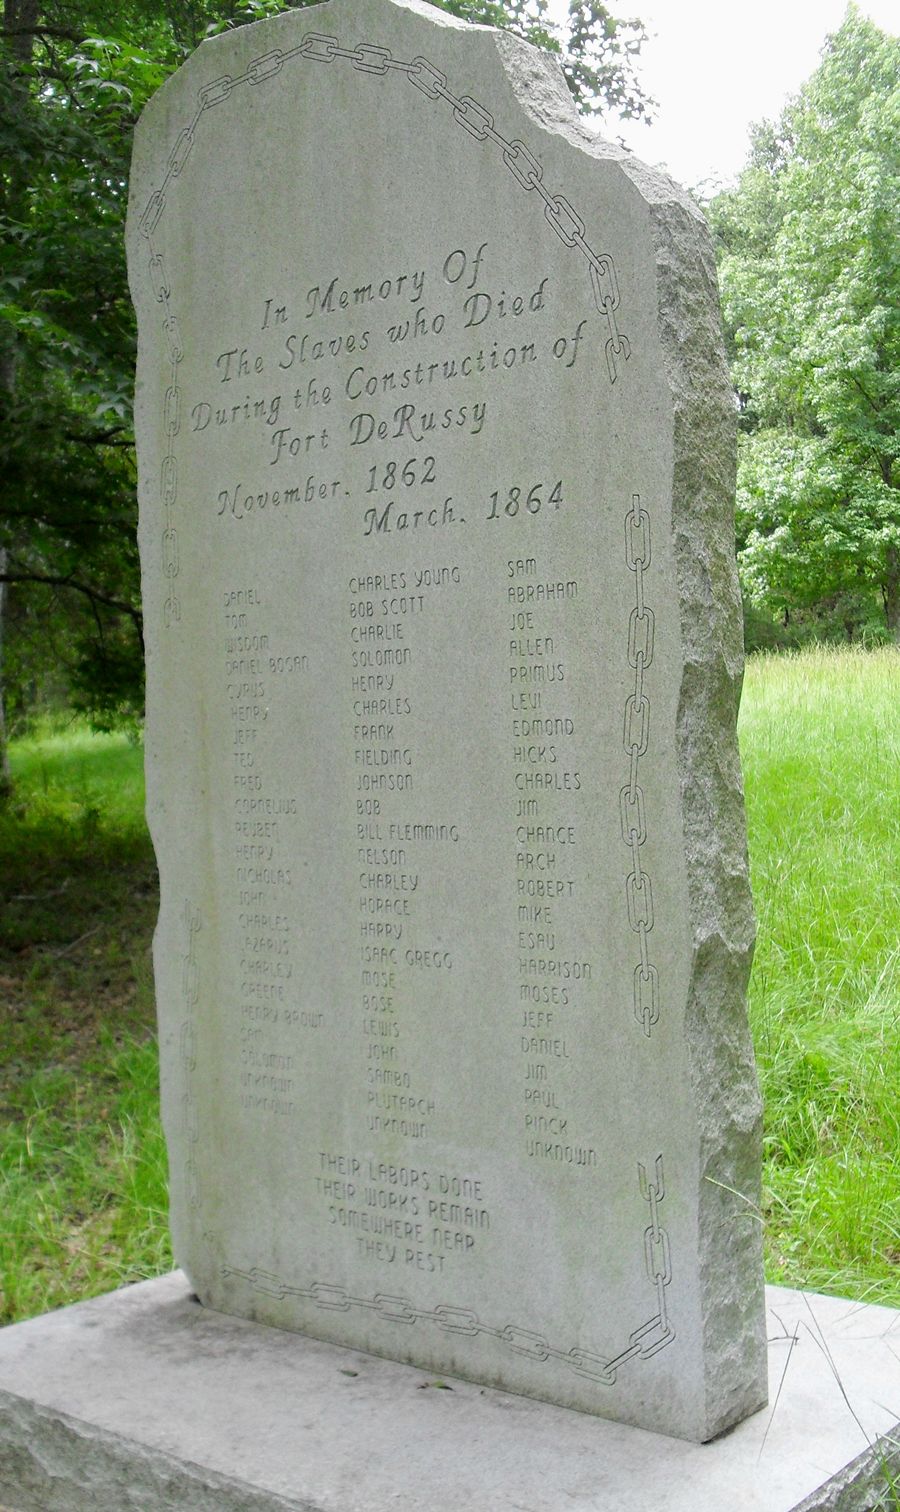 In Memory Of
The Slaves who Died
During the Construction of
Fort DeRussy
November. 1862
March. 1864
DANIEL
TOM
WISDOM
DANIEL BOGAN
CYRUS
HENRY
JEFF
TED
FRED
CORNELIUS
REUBEN
HENRY
NICHOLAS
JOHN
CHARLES
LAZARUS
CHARLEY
GREENE
HENRY BROWN
SAM
SOLOMON
UNKNOWN
UNKNOWN
CHARLES YOUNG
BOB SCOTT
CHARLIE
SOLOMON
HENRY
CHARLES
FRANK
FIELDING
JOHNSON
BOB
BILL FLEMMING
NELSON
CHARLEY
HORACE
HARRY
ISAAC GREGG
MOSE
BOSE
LEWIS
JOHN
SAMBO
PLUTARCH
UNKNOWN
SAM
ABRAHAM
JOE
ALLEN
PRIMUS
LEVI
EDMOND
HICKS
CHARLES
JIM
CHANCE
ARCH
ROBERT
MIKE
ESAU
HARRISON
MOSES
JEFF
DANIEL
JIM
PAUL
PINCK
UNKNOWN
THEIR LABORS DONE
THEIR WORKS REMAIN
SOMEWHERE NEAR
THEY REST